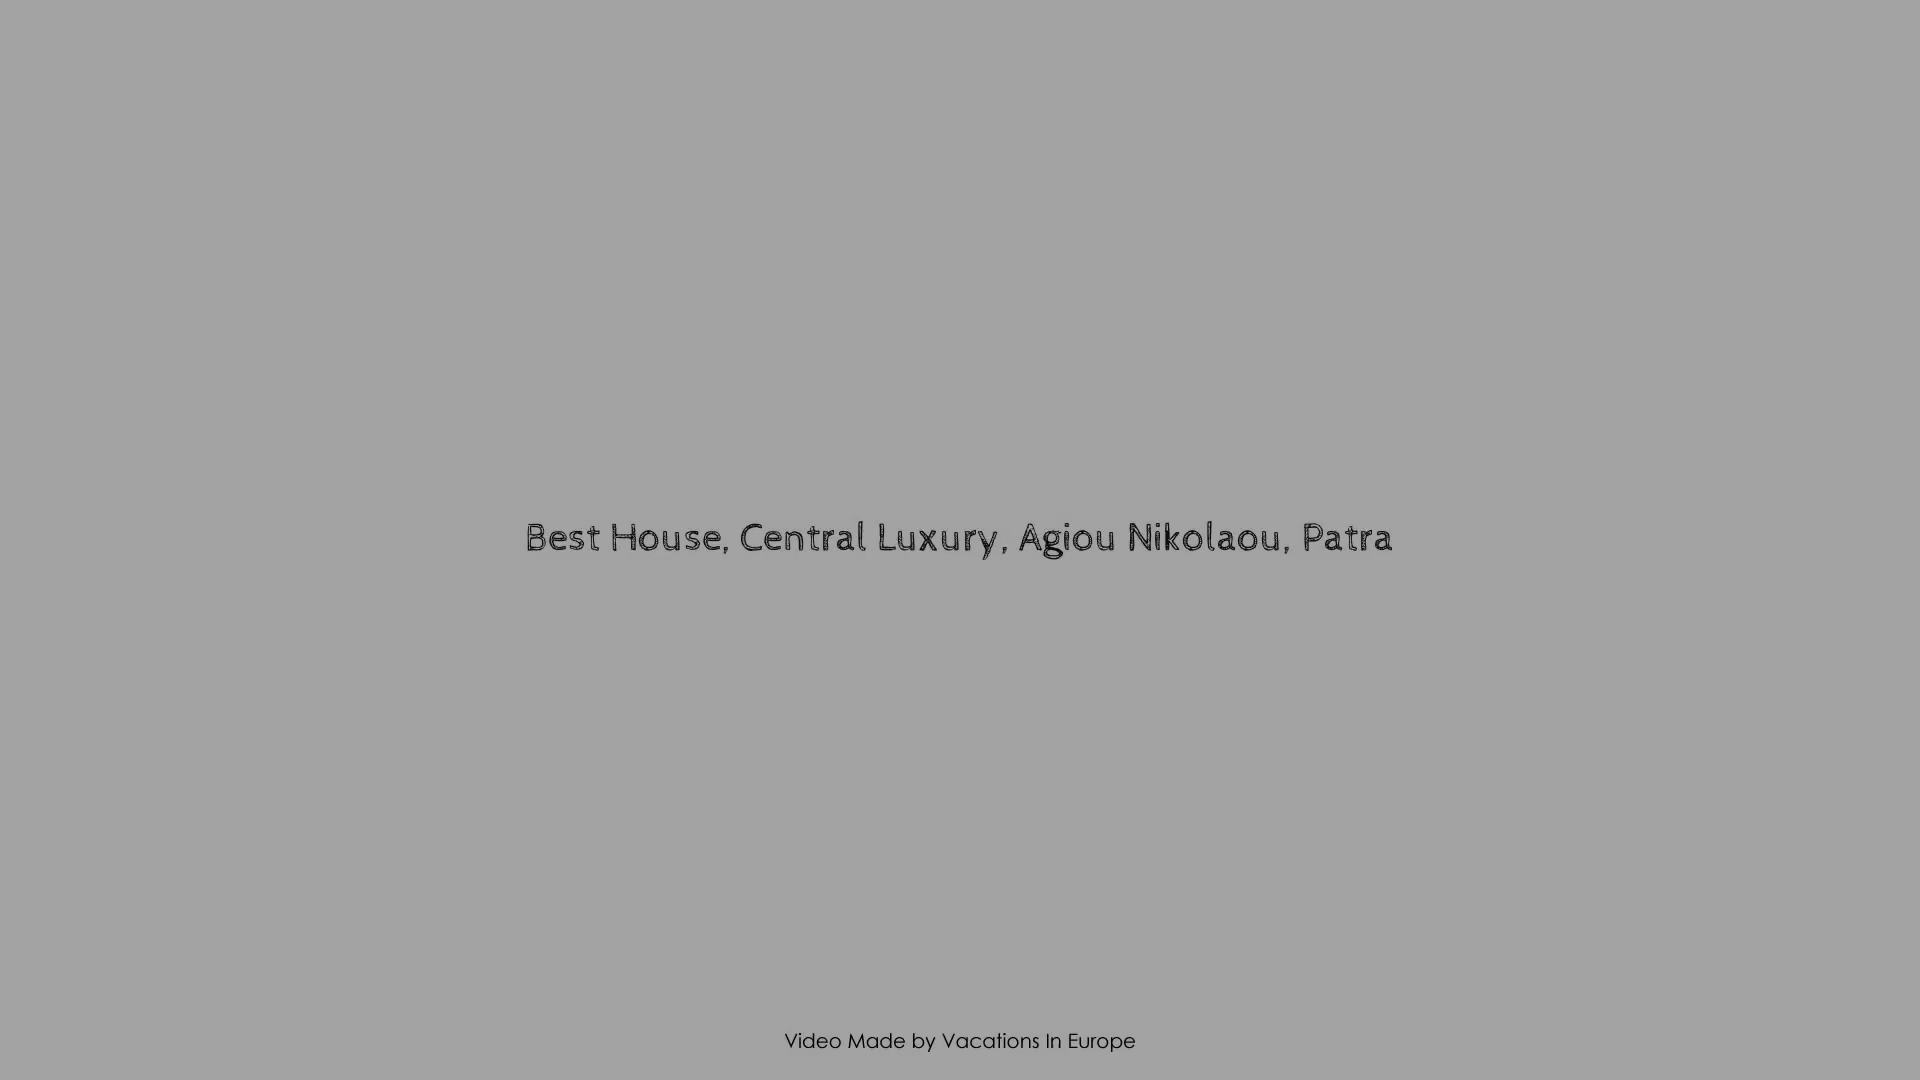 Best House, Central Luxury, Agiou Nikolaou, Patra
Video Made by Vacations In Europe